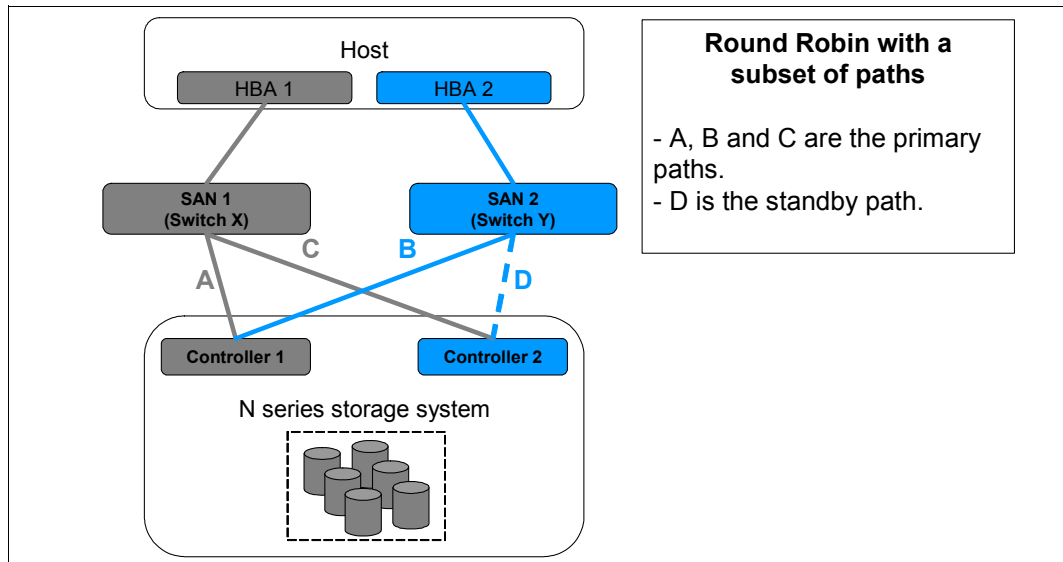 Host
HBA 1
HBA 2
SAN 1
(Switch X)
SAN 2
(Switch Y)
A
C
B
D
Controller 1
Controller 2
N series storage system
Round Robin with a
subset of paths
- A, B and C are the primary
paths.
- D is the standby path.